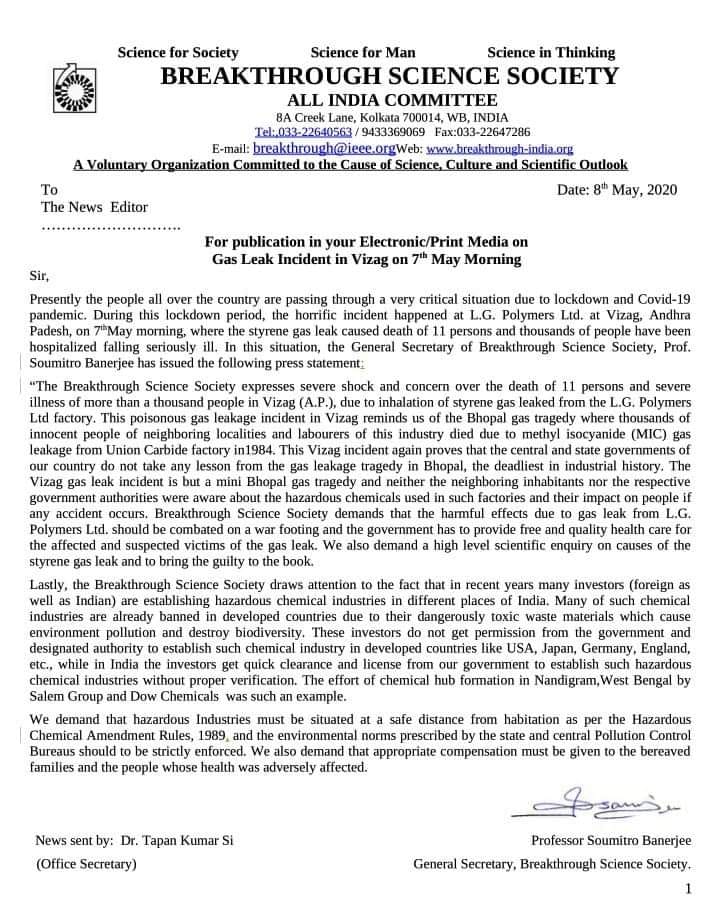 Science for Society Science for Man Science in Thinking
BREAKTHROUGH SCIENCE SOCIETY
ALL INDIA COMMITTEE
8A Creek Lane, Kolkata 700014, WB, INDIA
Tel:,033-22640563 / 9433369069 Fax:033-22647286
E-mail: breakthrough@ieee.orgWeb: www.breakthrough-india.org
A Voluntary Organization Committed to the Cause of Science, Culture and Scientific Outlook
To Date: 8th May, 2020
The News Editor
………………………
For publication in your Electronic/Print Media on
Gas Leak Incident in Vizag on 7th May Morning
Sir,
Presently the people all over the country are passing through a very critical situation due to lockdown and Covid-19
pandemic. During this lockdown period, the horrific incident happened at L.G. Polymers Ltd. at Vizag, Andhra
Padesh, on 7thMay morning, where the styrene gas leak caused death of 11 persons and thousands of people have been
hospitalized falling seriously ill. In this situation, the General Secretary of Breakthrough Science Society, Prof.
Soumitro Banerjee has issued the following press statement:
“The Breakthrough Science Society expresses severe shock and concern over the death of 11 persons and severe
illness of more than a thousand people in Vizag (A.P.), due to inhalation of styrene gas leaked from the L.G. Polymers
Ltd factory. This poisonous gas leakage incident in Vizag reminds us of the Bhopal gas tragedy where thousands of
innocent people of neighboring localities and labourers of this industry died due to methyl isocyanide (MIC) gas
leakage from Union Carbide factory in1984. This Vizag incident again proves that the central and state governments of
our country do not take any lesson from the gas leakage tragedy in Bhopal, the deadliest in industrial history. The
Vizag gas leak incident is but a mini Bhopal gas tragedy and neither the neighboring inhabitants nor the respective
government authorities were aware about the hazardous chemicals used in such factories and their impact on people if
any accident occurs. Breakthrough Science Society demands that the harmful effects due to gas leak from L.G.
Polymers Ltd. should be combated on a war footing and the government has to provide free and quality health care for
the affected and suspected victims of the gas leak. We also demand a high level scientific enquiry on causes of the
styrene gas leak and to bring the guilty to the book.
Lastly, the Breakthrough Science Society draws attention to the fact that in recent years many investors (foreign as
well as Indian) are establishing hazardous chemical industries in different places of India. Many of such chemical
industries are already banned in developed countries due to their dangerously toxic waste materials which cause
environment pollution and destroy biodiversity. These investors do not get permission from the government and
designated authority to establish such chemical industry in developed countries like USA, Japan, Germany, England,
etc., while in India the investors get quick clearance and license from our government to establish such hazardous
chemical industries without proper verification. The effort of chemical hub formation in Nandigram,West Bengal by
Salem Group and Dow Chemicals was such an example.
We demand that hazardous Industries must be situated at a safe distance from habitation as per the Hazardous
Chemical Amendment Rules, 1989, and the environmental norms prescribed by the state and central Pollution Control
Bureaus should to be strictly enforced. We also demand that appropriate compensation must be given to the bereaved
families and the people whose health was adversely affected.
News sent by: Dr. Tapan Kumar Si Professor Soumitro Banerjee
(Office Secretary) General Secretary, Breakthrough Science Society.
1